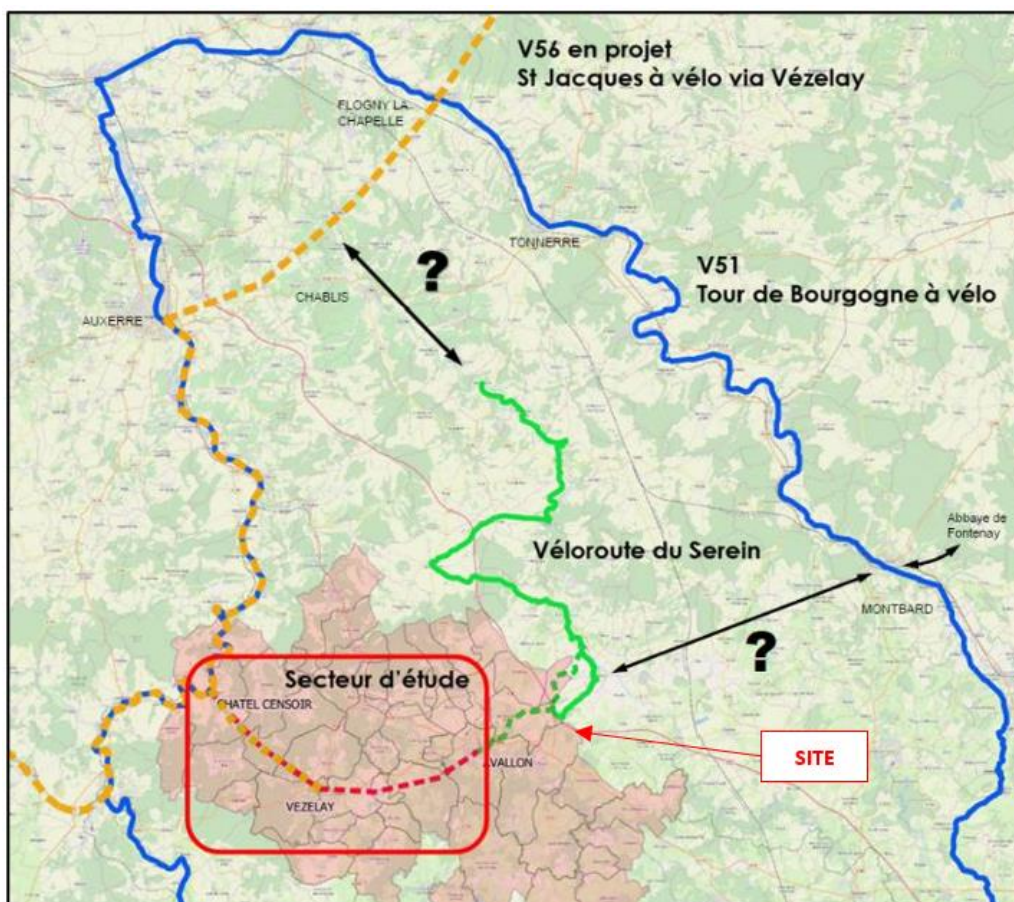 V56 en projet
St Jacques à vélo via Vézelay
FLOGNY LA
CHAPELLE
TONNERRE
V51
Tour de Bourgogne à vélo
?
CHABLIS
AUXERRE
Abbaye de
Fontenay
Véloroute du Serein
MONTBARD
?
Secteur d'étude
CHATEL CENSOIR
SITE
AVALLON
VEZELAY